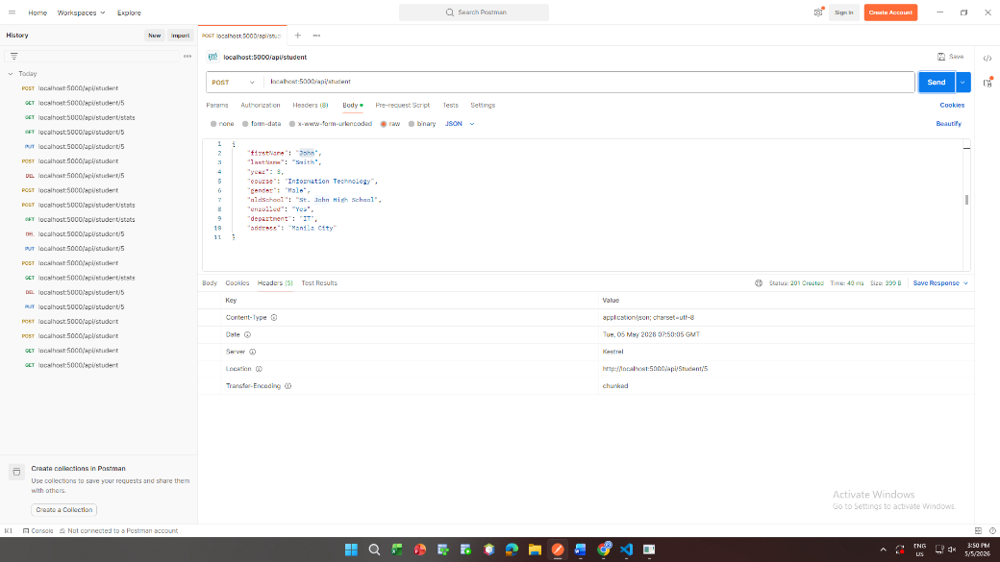 Home Workspaces Explore Search Postman Sign In Create Account
History New Import POST localhost:5000/api/stud
localhost:5000/api/student Save
Today
POST localhost:5000/api/student Send
POST localhost:5000/api/student
GET localhost:5000/api/student/5
GET localhost:5000/api/student/stats
GET localhost:5000/api/student/5
PUT localhost:5000/api/student/5
POST localhost:5000/api/student
DEL localhost:5000/api/student/5
POST localhost:5000/api/student
POST localhost:5000/api/student/stats
GET localhost:5000/api/student/stats
DEL localhost:5000/api/student/5
PUT localhost:5000/api/student/5
POST localhost:5000/api/student
GET localhost:5000/api/student/stats
DEL localhost:5000/api/student/5
PUT localhost:5000/api/student/5
POST localhost:5000/api/student
POST localhost:5000/api/student
GET localhost:5000/api/student
GET localhost:5000/api/student
Params Authorization Headers (8) Body Pre-request Script Tests Settings Cookies
none form-data x-www-form-urlencoded raw binary JSON Beautify
1 {
2 "firstName": "John",
3 "lastName": "Smith",
4 "year": 3,
5 "course": "Information Technology",
6 "gender": "Male",
7 "oldSchool": "St. John High School",
8 "enrolled": "Yes",
9 "department": "IT",
10 "address": "Manila City"
11 }
Body Cookies Headers (5) Test Results Status: 201 Created Time: 49 ms Size: 399 B Save Response
Key Value
Content-Type application/json; charset=utf-8
Date Tue, 05 May 2026 07:50:05 GMT
Server Kestrel
Location http://localhost:5000/api/Student/5
Transfer-Encoding chunked
Create collections in Postman
Use collections to save your requests and share them
with others.
Create a Collection
Activate Windows
Go to Settings to activate Windows.
Console Not connected to a Postman account
ENG
US
3:50 PM
5/5/2026